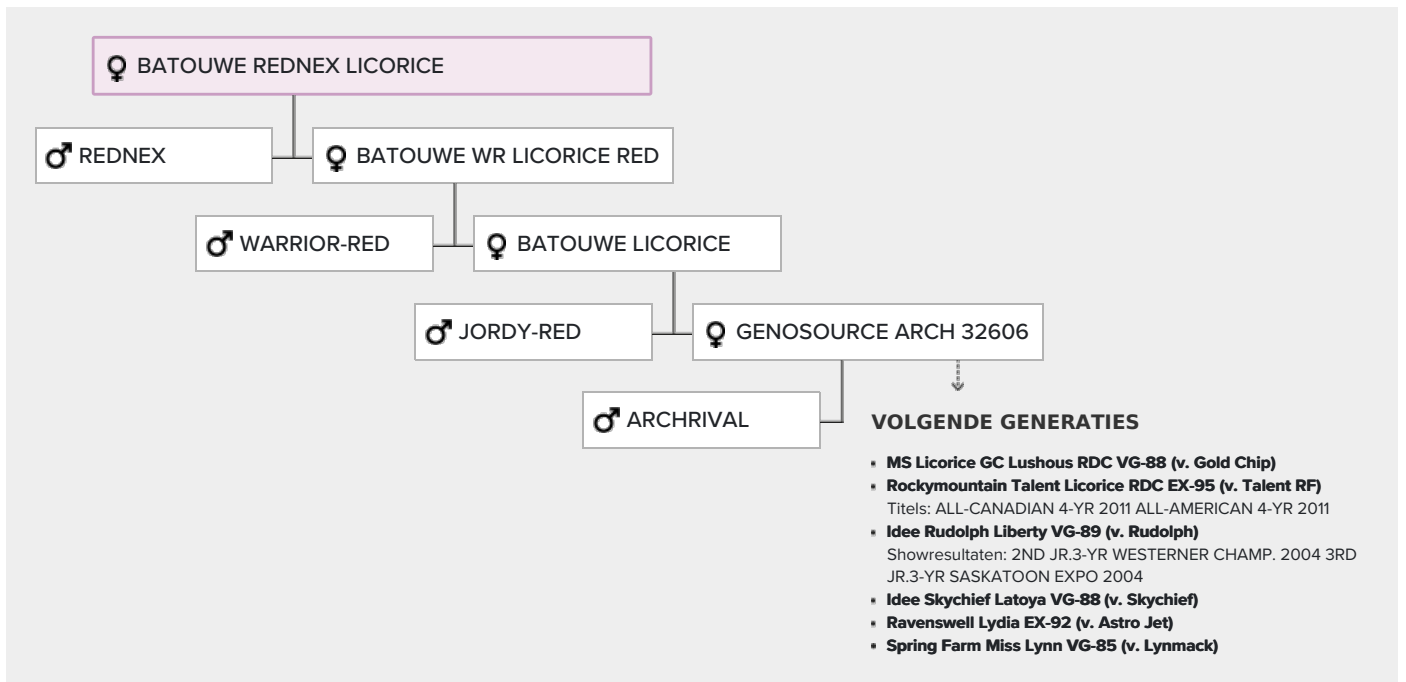 BATOUWE REDNEX LICORICE
REDNEX
BATOUWE WR LICORICE RED
WARRIOR-RED
BATOUWE LICORICE
JORDY-RED
GENOSOURCE ARCH 32606
ARCHRIVAL
VOLGENDE GENERATIES
MS Licorice GC Lushous RDC VG-88 (v. Gold Chip)
Rockymountain Talent Licorice RDC EX-95 (v. Talent RF)
Titels: ALL-CANADIAN 4-YR 2011 ALL-AMERICAN 4-YR 2011
Idee Rudolph Liberty VG-89 (v. Rudolph)
Showresultaten: 2ND JR.3-YR WESTERNER CHAMP. 2004 3RD
JR.3-YR SASKATOON EXPO 2004
Idee Skychief Latoya VG-88 (v. Skychief)
Ravenswell Lydia EX-92 (v. Astro Jet)
Spring Farm Miss Lynn VG-85 (v. Lynmack)